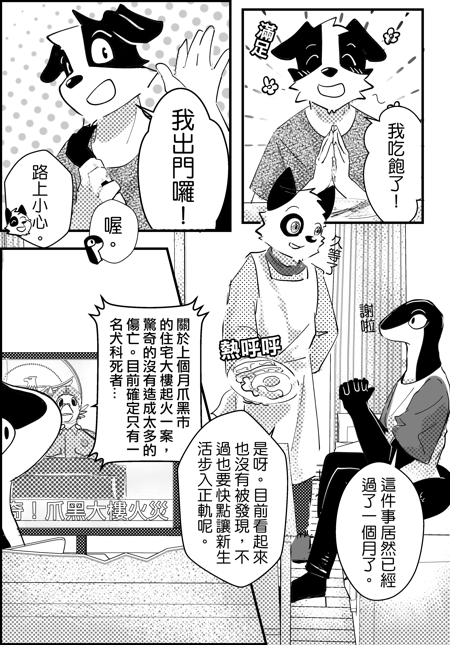 滿足
我吃飽了！
我出門囉！
路上小心。
喔。
久等了
熱呼呼
謝啦
這件事居然已經
過了一個月了。
是呀。目前看起來
也沒有被發現，不
過也要快點讓新生
活步入正軌呢。
關於上個月爪黑市
的住宅大樓起火一案，
驚奇的沒有造成太多的
傷亡。目前確定只有一
名犬科死者…
奇！爪黑大樓火災